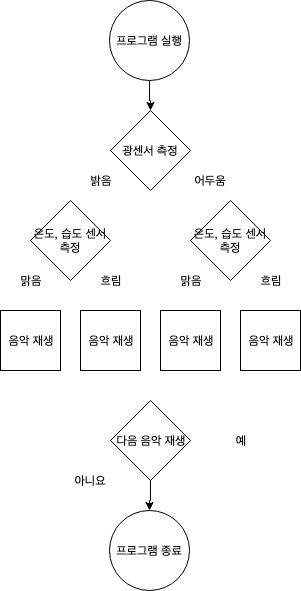 프로그램 실행
광센서 측정
밝음
어두움
온도, 습도 센서
측정
온도, 습도 센서
측정
맑음
흐림
맑음
흐림
음악 재생
음악 재생
음악 재생
음악 재생
다음 음악 재생
예
아니요
프로그램 종료